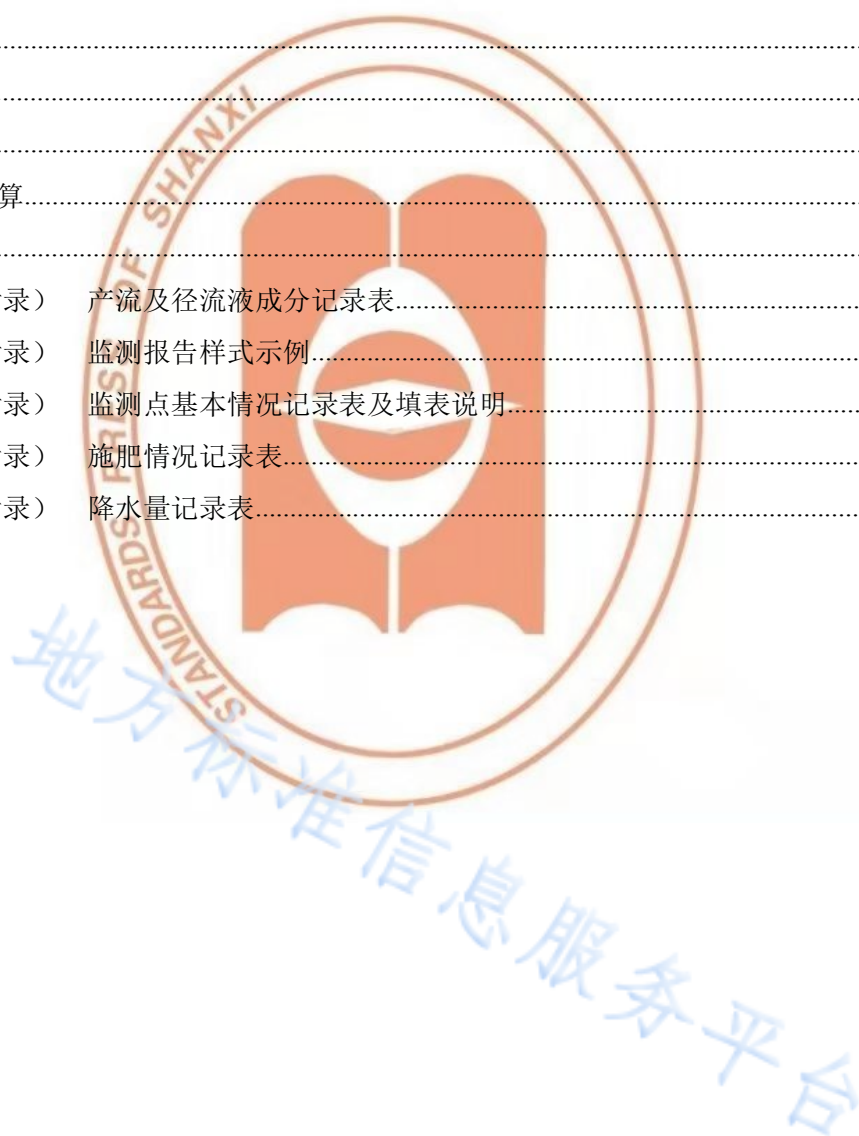 算
录） 产流及径流液成分记录表
录） 监测报告样式示例
录） 监测点基本情况记录表及填表说明
录） 施肥情况记录表
录） 降水量记录表
STANDARDS PRESS OF SHANXI
地方标准信息服务平台